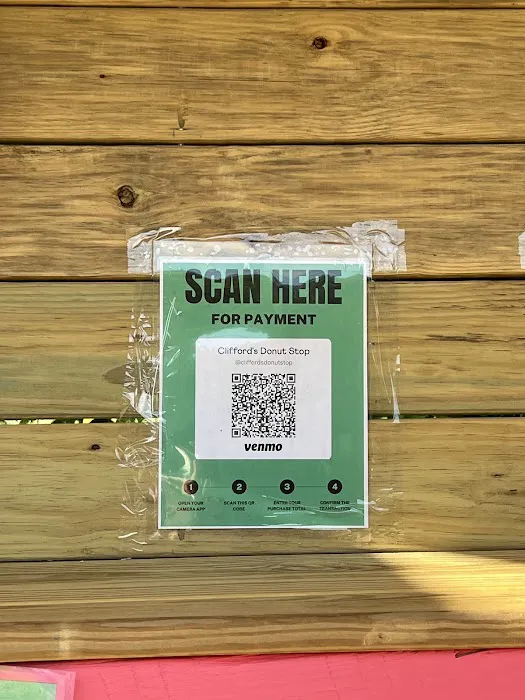 SCAN HERE
FOR PAYMENT
Clifford's Donut Stop
@cliffordsdonutstop
venmo
1 2 3 4
OPEN YOUR CAMERA APP
SCAN THIS QR CODE
ENTER YOUR PURCHASE TOTAL
CONFIRM THE TRANSACTION